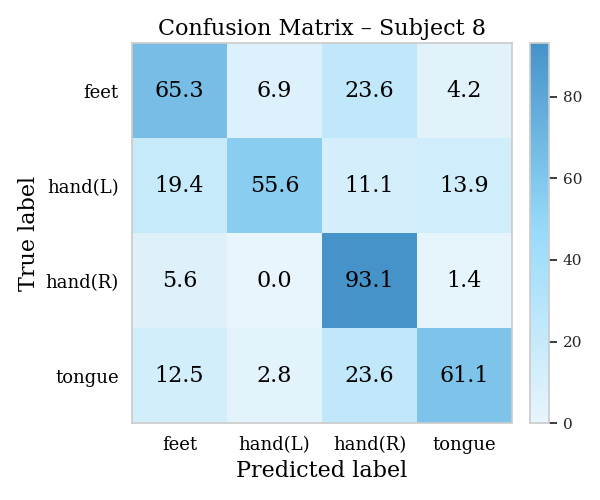 Confusion Matrix – Subject 8
True label
feet 65.3 6.9 23.6 4.2
hand(L) 19.4 55.6 11.1 13.9
hand(R) 5.6 0.0 93.1 1.4
tongue 12.5 2.8 23.6 61.1
feet hand(L) hand(R) tongue
Predicted label
80
60
40
20
0